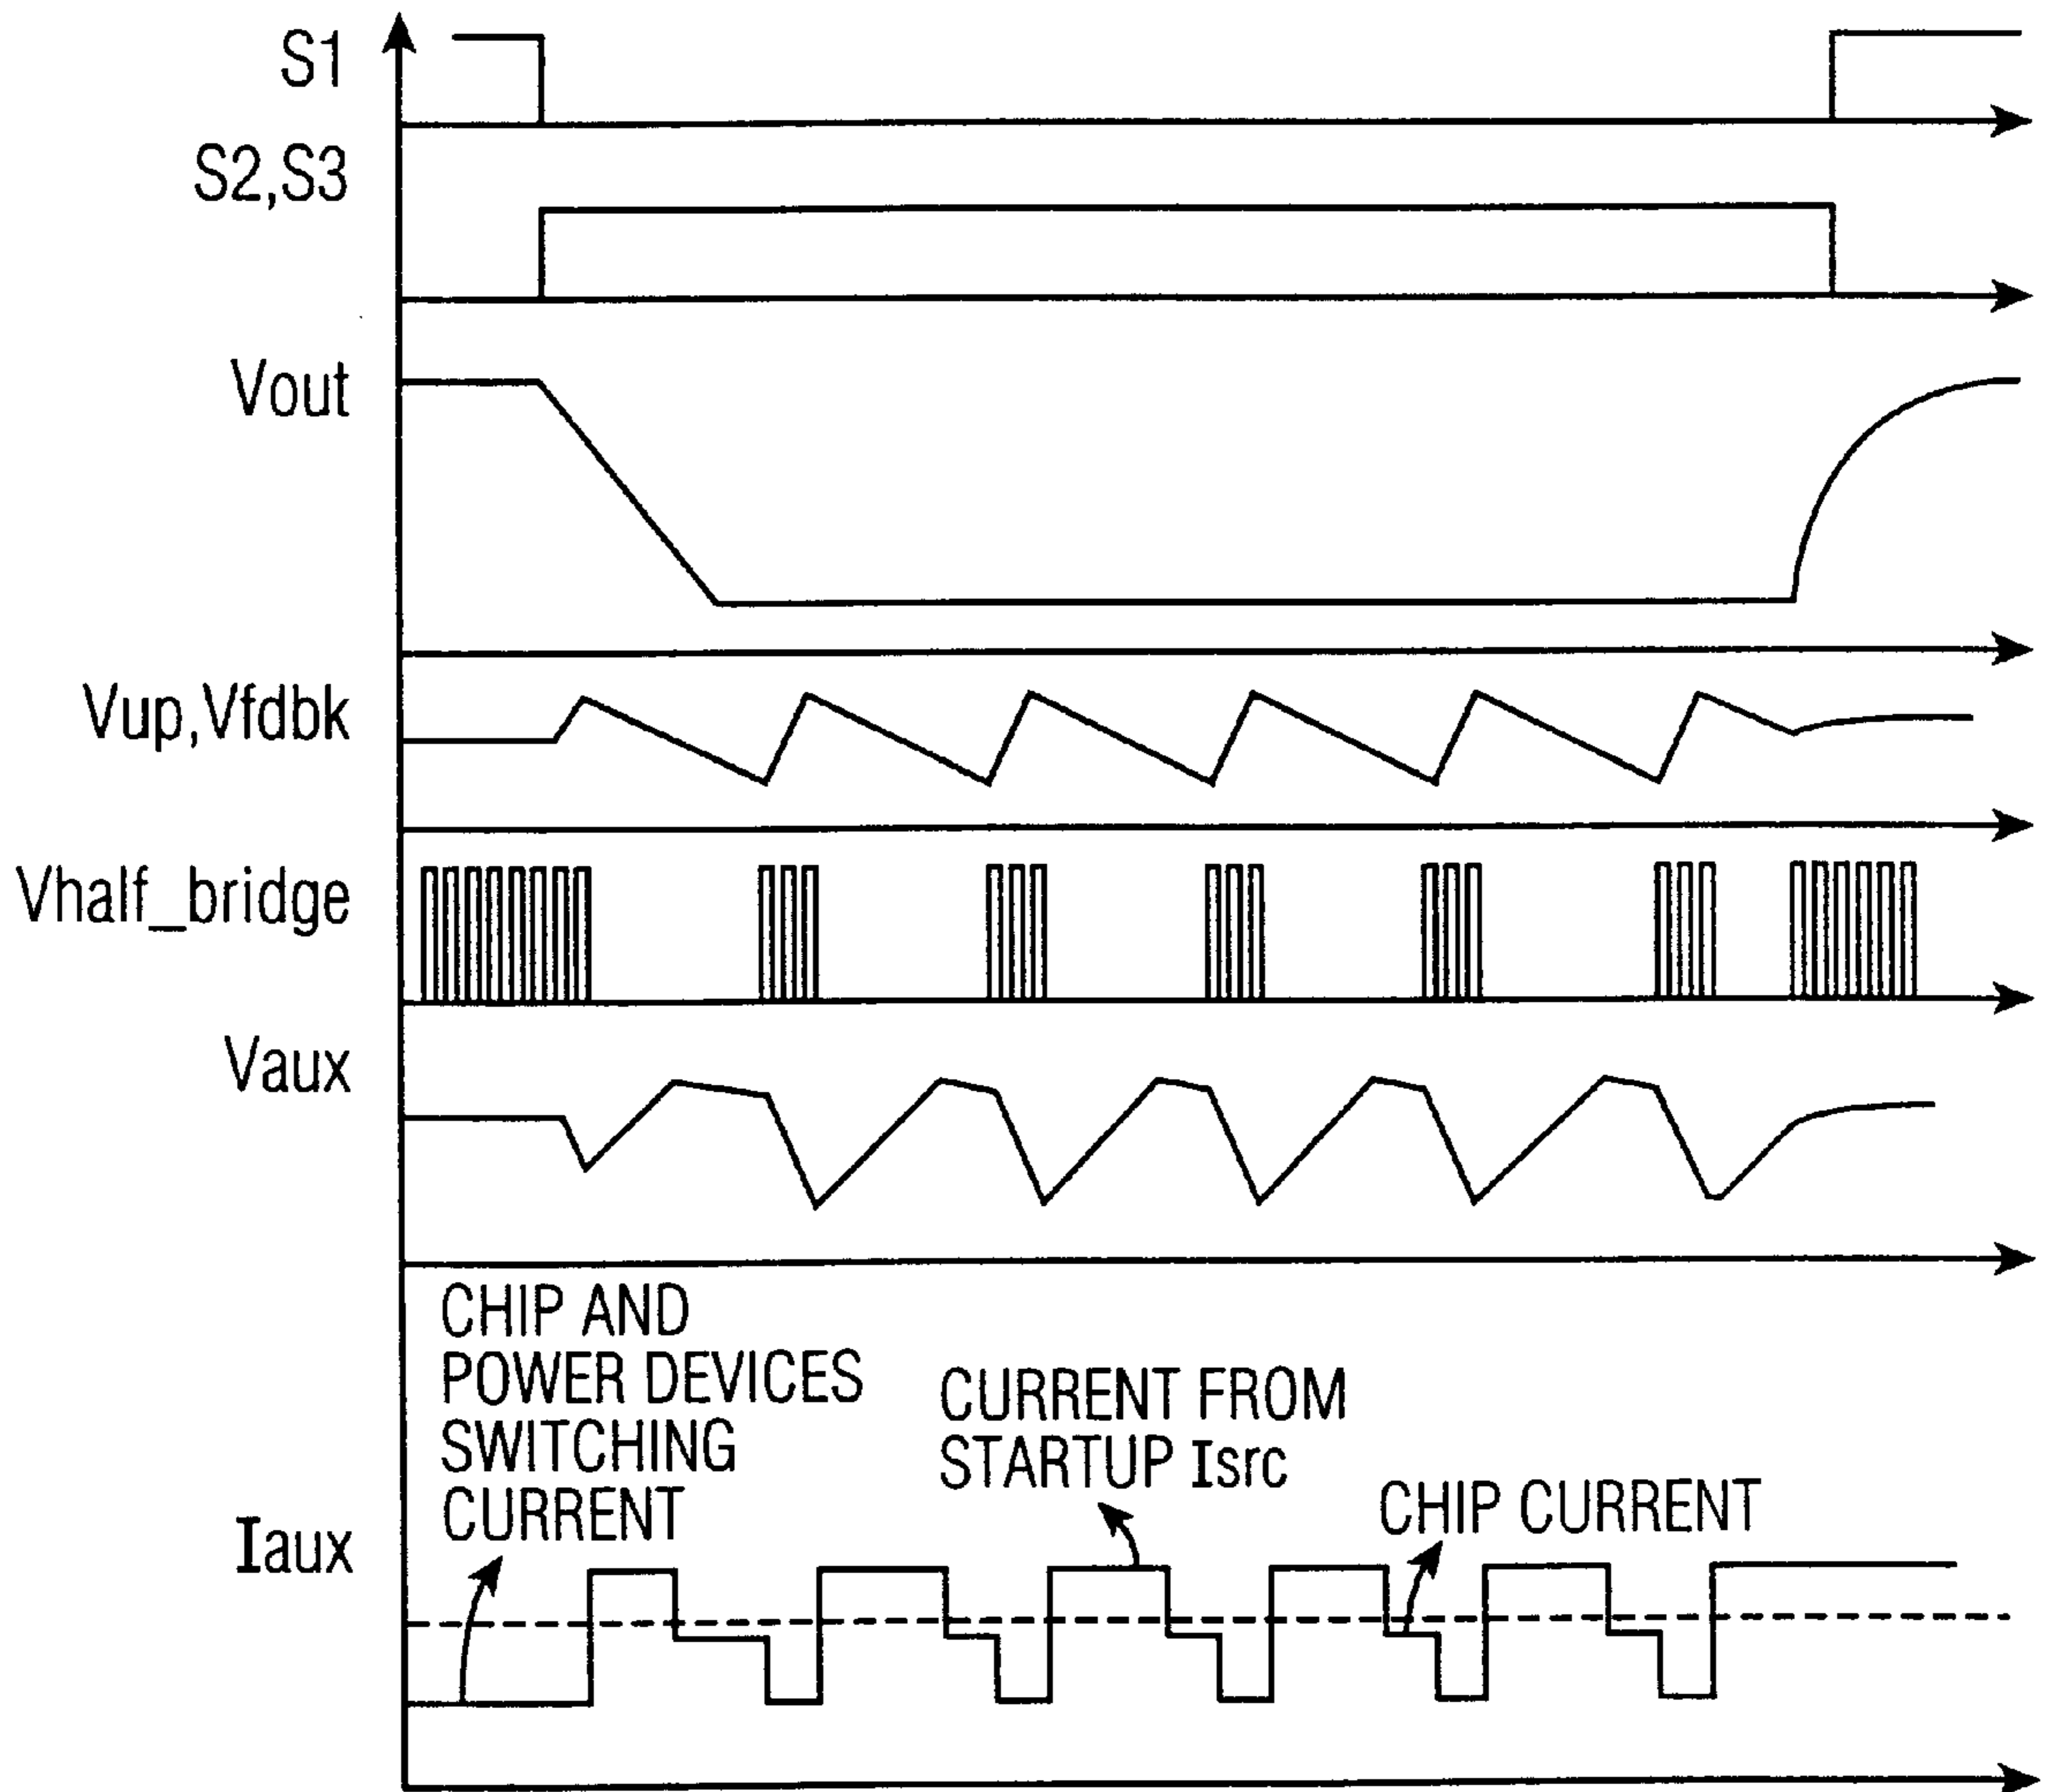 S1
S2,S3
Vout
Vup,Vfdbk
Vhalf_bridge
Vaux
CHIP AND
POWER DEVICES
SWITCHING
CURRENT
CURRENT FROM
STARTUP Isrc
CHIP CURRENT
Iaux